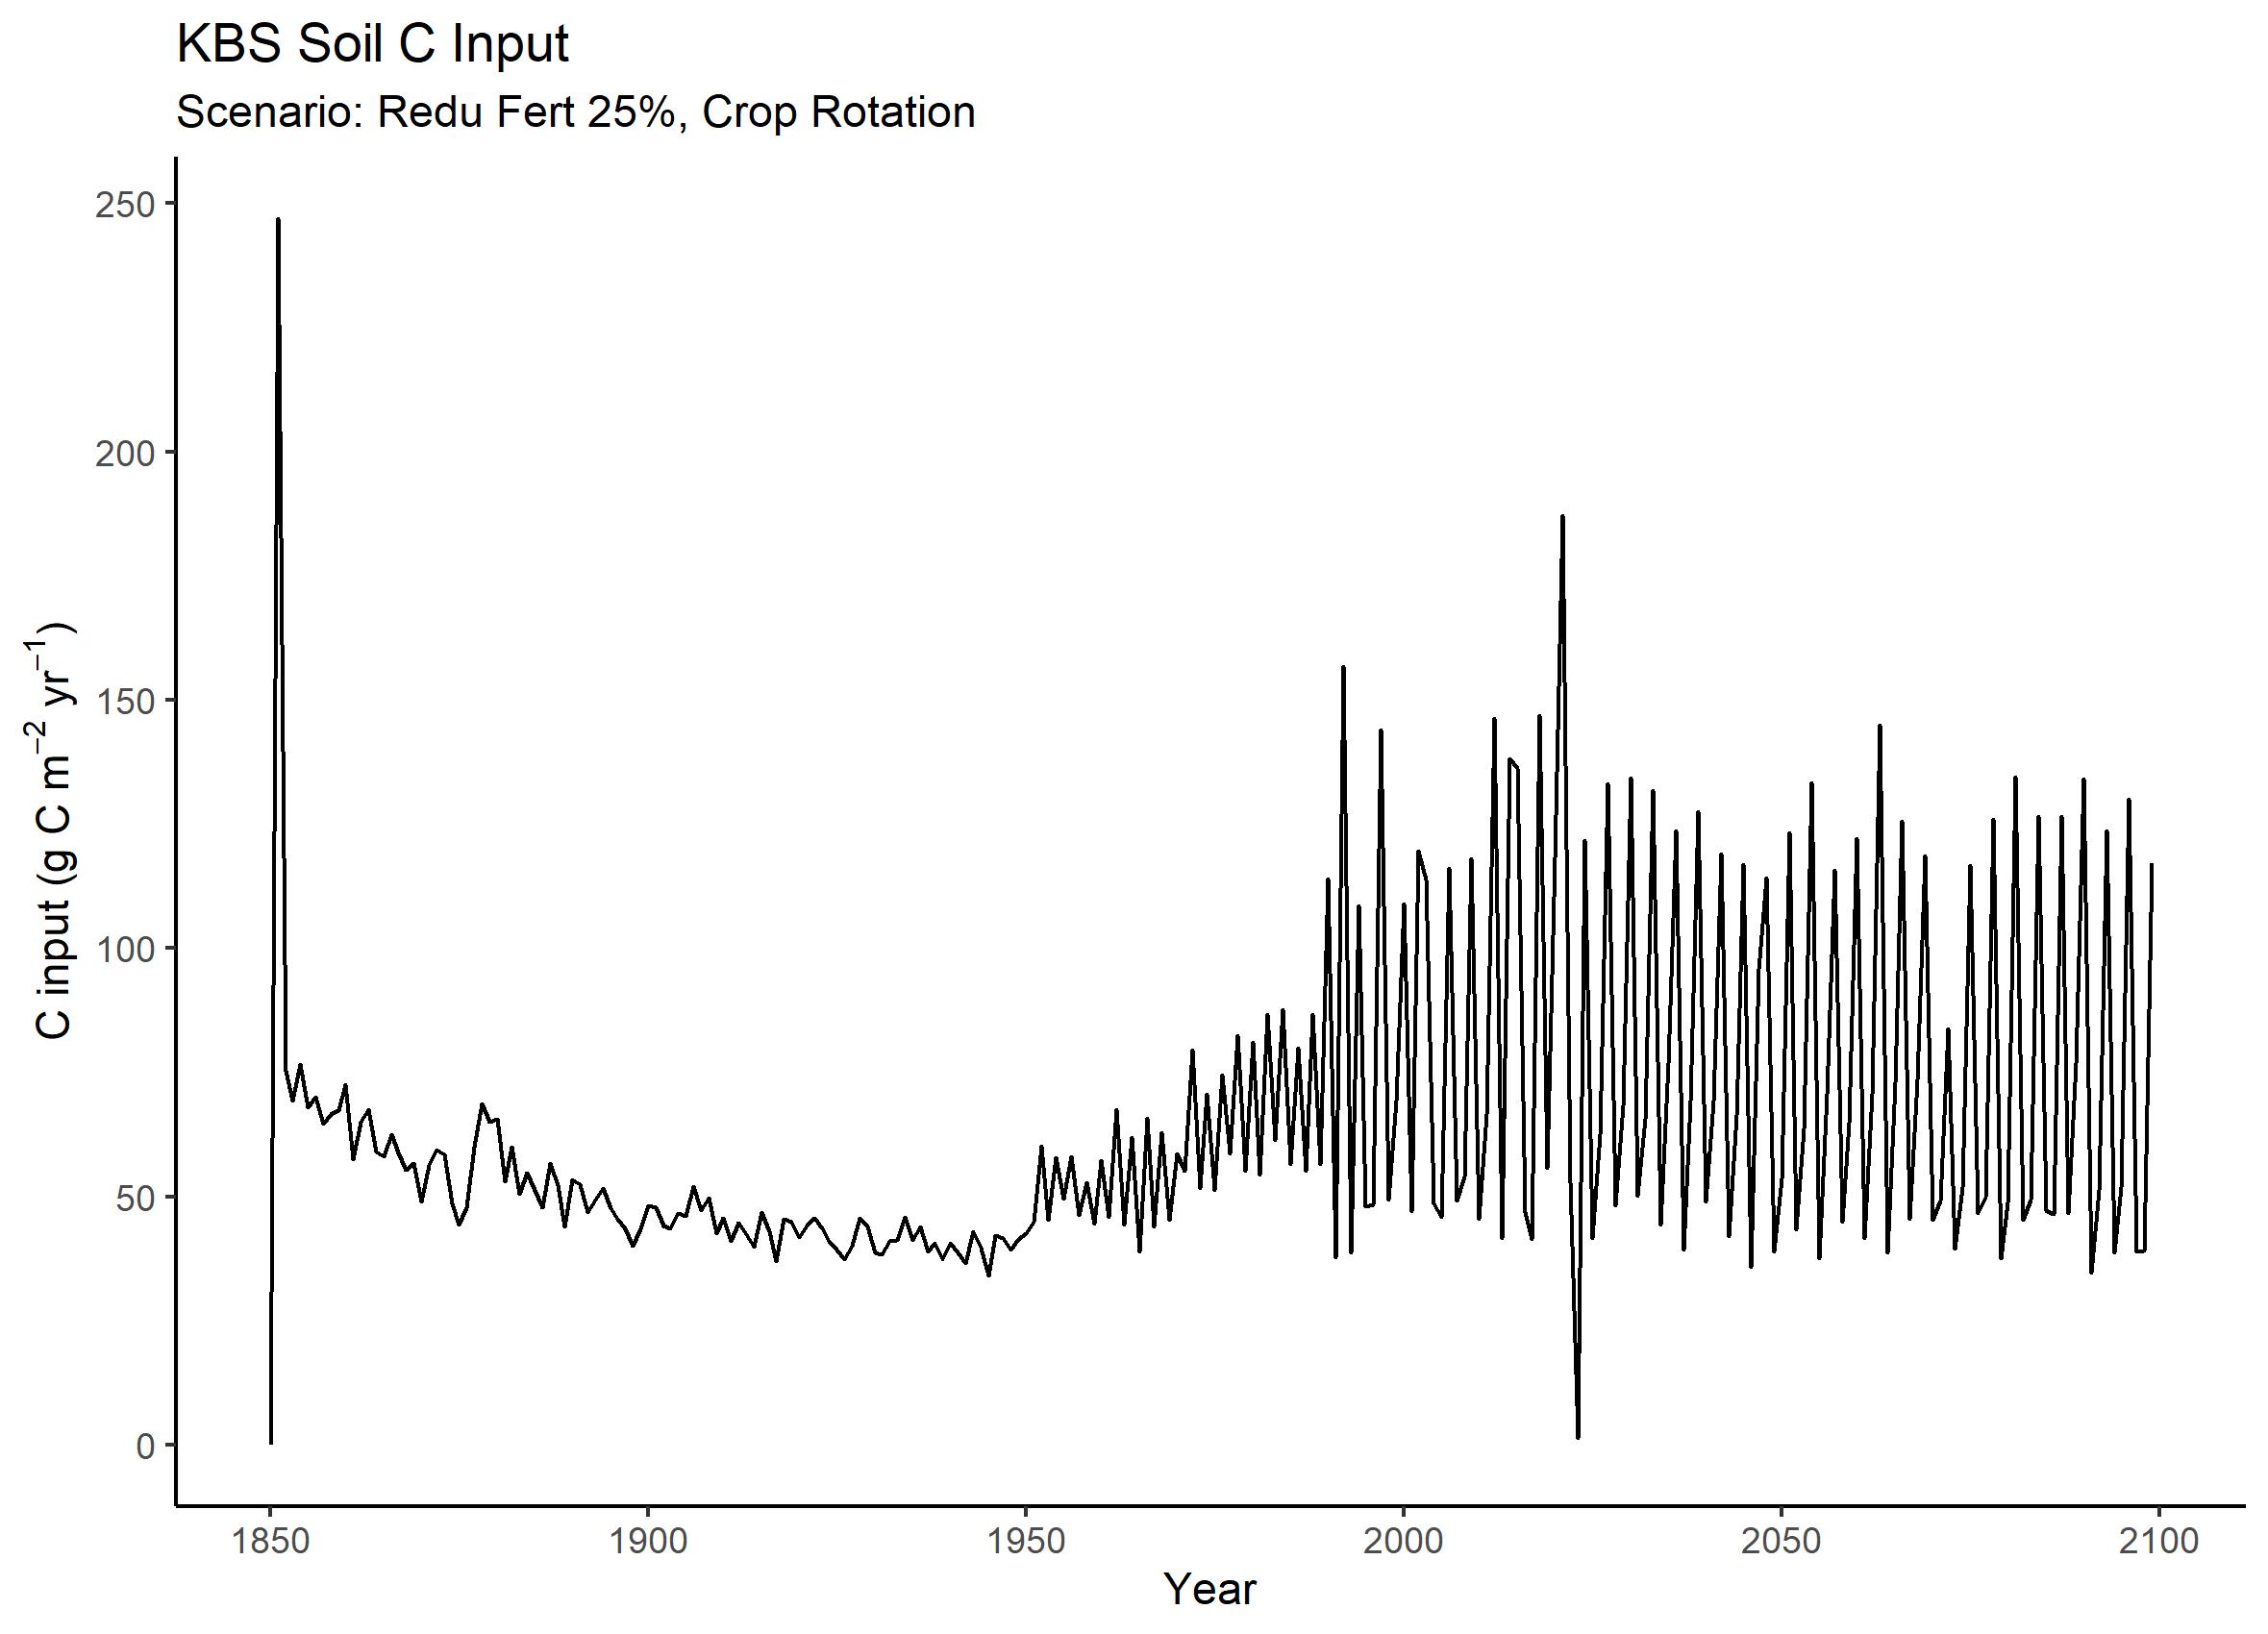 KBS Soil C Input
Scenario: Redu Fert 25%, Crop Rotation
C input (g C m⁻² yr⁻¹)
250
200
150
100
50
0
1850 1900 1950 2000 2050 2100
Year